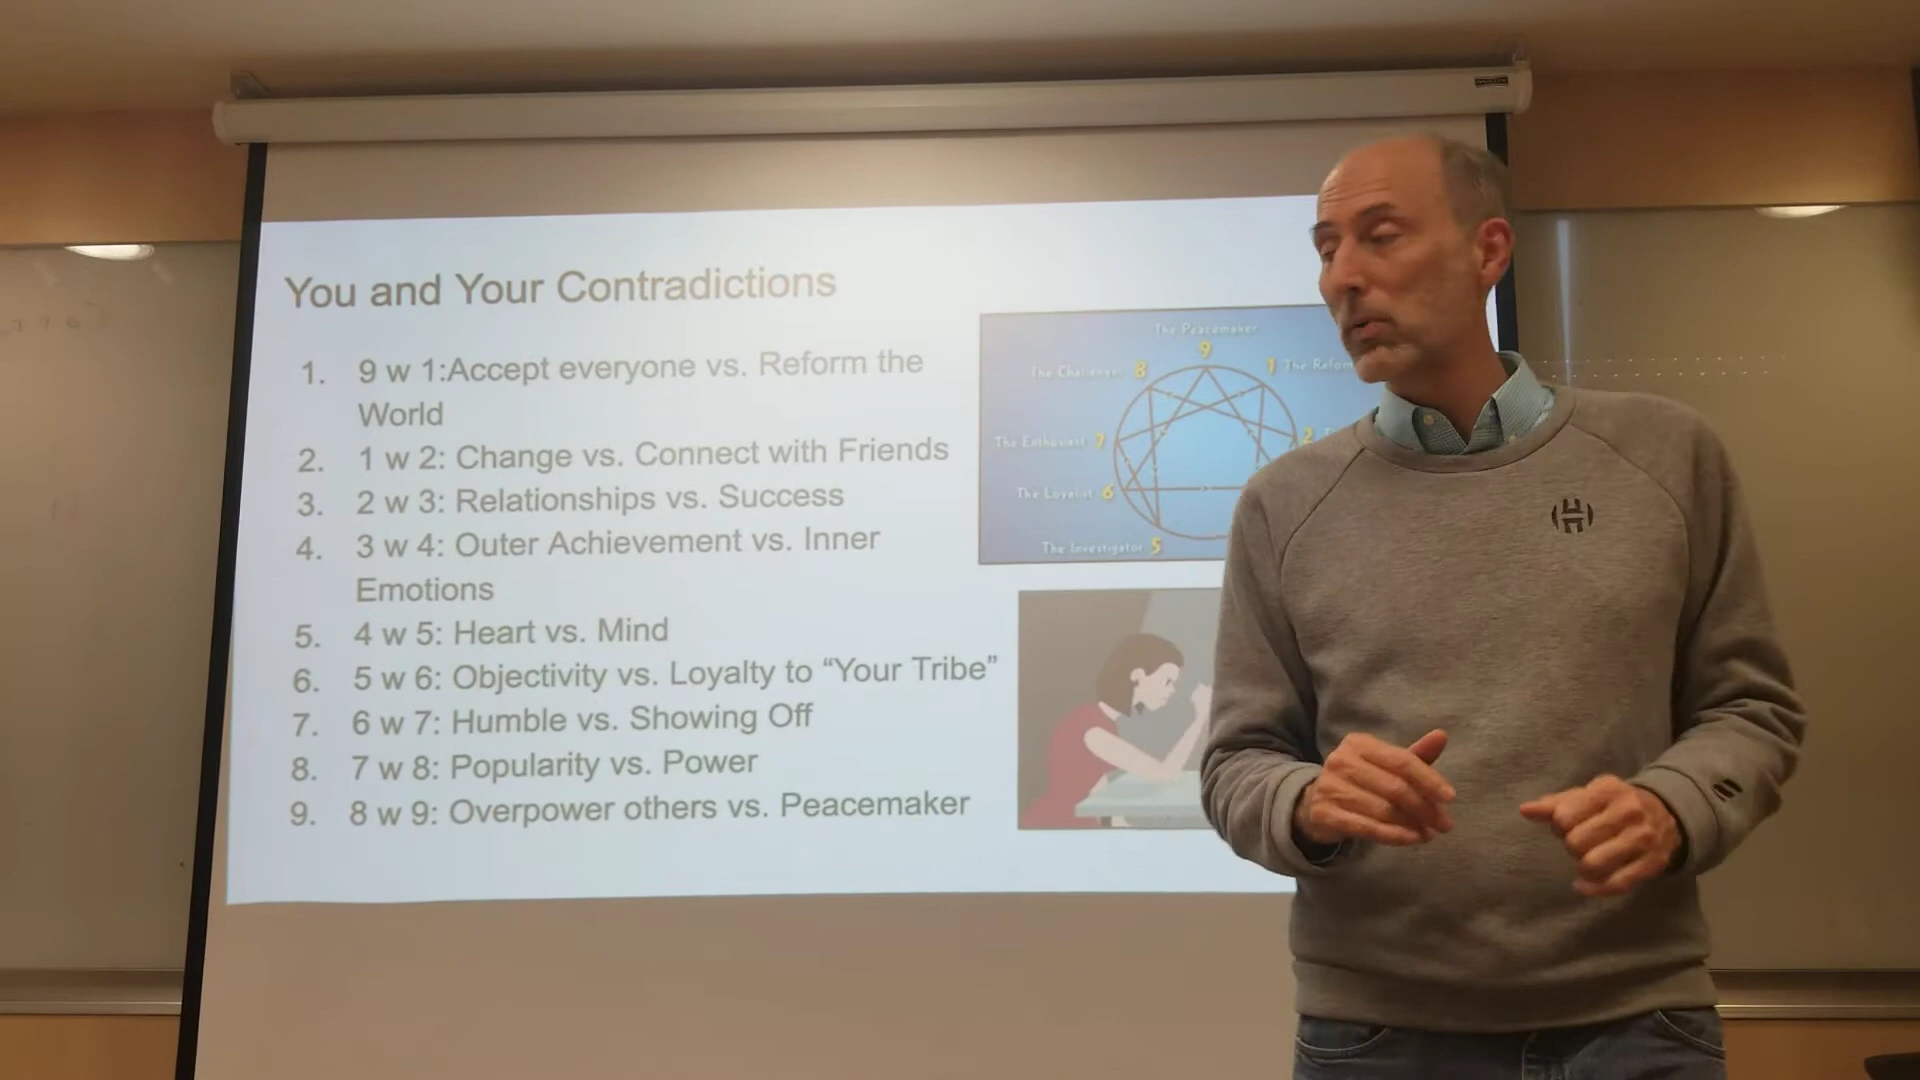 You and Your Contradictions
1. 9 w 1:Accept everyone vs. Reform the
World
2. 1 w 2: Change vs. Connect with Friends
3. 2 w 3: Relationships vs. Success
4. 3 w 4: Outer Achievement vs. Inner
Emotions
5. 4 w 5: Heart vs. Mind
6. 5 w 6: Objectivity vs. Loyalty to “Your Tribe”
7. 6 w 7: Humble vs. Showing Off
8. 7 w 8: Popularity vs. Power
9. 8 w 9: Overpower others vs. Peacemaker
The Peacemaker
9
The Challenger 8
1 The Reform
The Enthusiast 7
2
The Loyalist 6
The Investigator 5